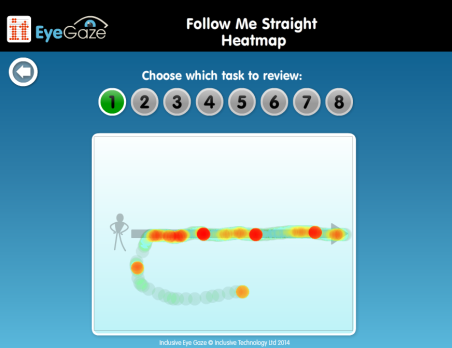 it EyeGaze
Follow Me Straight
Heatmap
Choose which task to review:
1 2 3 4 5 6 7 8
Inclusive Eye Gaze © Inclusive Technology Ltd 2014